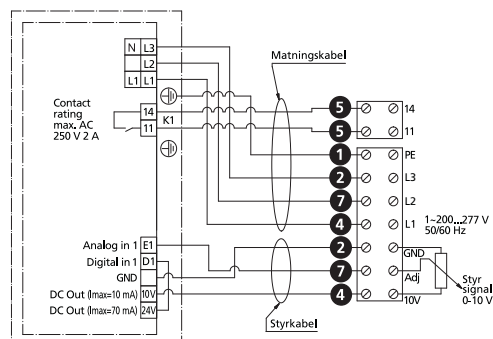 Matningskabel
N L3
L2
L1 L1
Contact
rating
max. AC
250 V 2 A
14
11
K1
5 14
5 11
1 PE
2 L3
7 L2
4 L1
1~200...277 V
50/60 Hz
Analog in 1 E1
Digital in 1 D1
GND
DC Out (Imax=10 mA) 10V
DC Out (Imax=70 mA) 24V
2 GND
7 Adj
4 10V
Styr
signal
0-10 V
Styrkabel